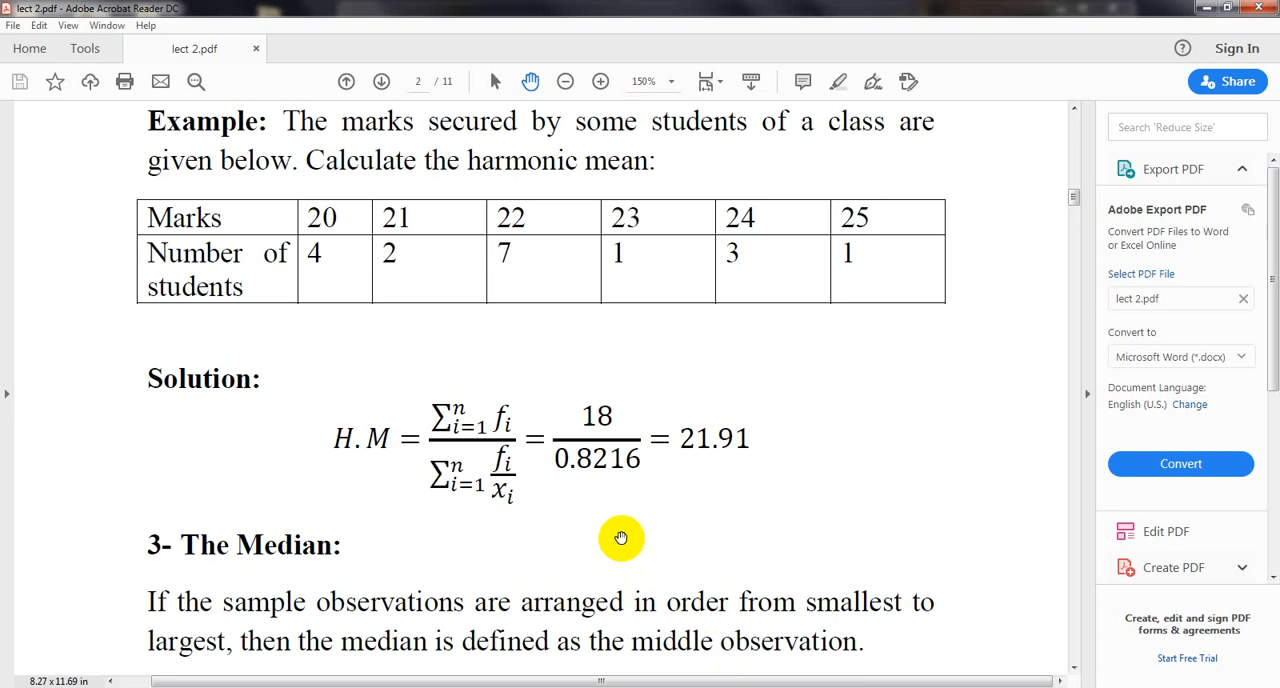 lect 2.pdf - Adobe Acrobat Reader DC
File Edit View Window Help
Home Tools lect 2.pdf × Sign In
2 / 11 150% Share
Example: The marks secured by some students of a class are
given below. Calculate the harmonic mean:
Marks 20 21 22 23 24 25
Number of 4 2 7 1 3 1
students
Solution:
H.M = ∑ⁿᵢ₌₁ fᵢ / ∑ⁿᵢ₌₁ fᵢ/xᵢ = 18 / 0.8216 = 21.91
3- The Median:
If the sample observations are arranged in order from smallest to
largest, then the median is defined as the middle observation.
8.27 x 11.69 in
Search 'Reduce Size'
Export PDF
Adobe Export PDF
Convert PDF Files to Word
or Excel Online
Select PDF File
lect 2.pdf
Convert to
Microsoft Word (*.docx)
Document Language:
English (U.S.) Change
Convert
Edit PDF
Create PDF
Create, edit and sign PDF
forms & agreements
Start Free Trial